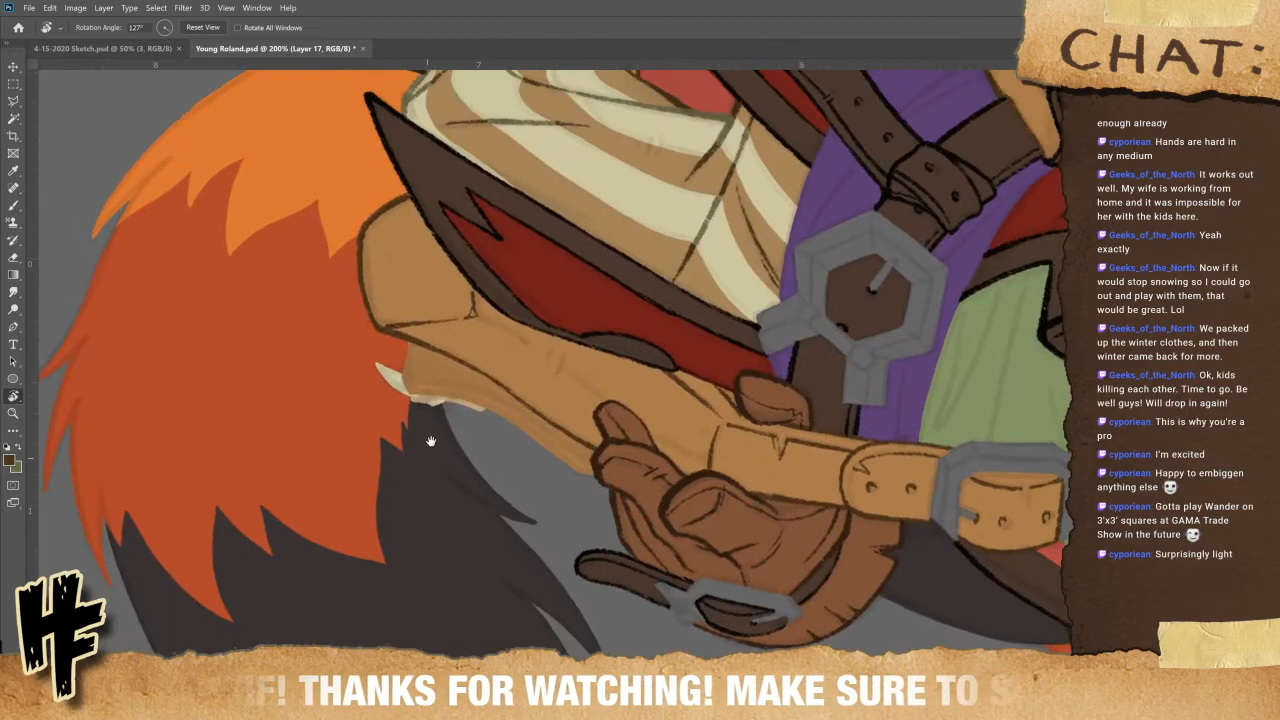 File Edit Image Layer Type Select Filter 3D View Window Help
Rotation Angle: 127° Reset View Rotate All Windows
4-15-2020 Sketch.psd @ 50% (3, RGB/8) × Young Roland.psd @ 200% (Layer 17, RGB/8) * ×
8 7 6
0
1
CHAT:
enough already
cyporiean: Hands are hard in
any medium
Geeks_of_the_North: It works out
well. My wife is working from
home and it was impossible for
her with the kids here.
Geeks_of_the_North: Yeah
exactly
Geeks_of_the_North: Now if it
would stop snowing so I could go
out and play with them, that
would be great. Lol
Geeks_of_the_North: We packed
up the winter clothes, and then
winter came back for more.
Geeks_of_the_North: Ok, kids
killing each other. Time to go. Be
well guys! Will drop in again!
cyporiean: This is why you're a
pro
cyporiean: I'm excited
cyporiean: Happy to embiggen
anything else
cyporiean: Gotta play Wander on
3'x3' squares at GAMA Trade
Show in the future
cyporiean: Surprisingly light
HF
F! THANKS FOR WATCHING! MAKE SURE TO S